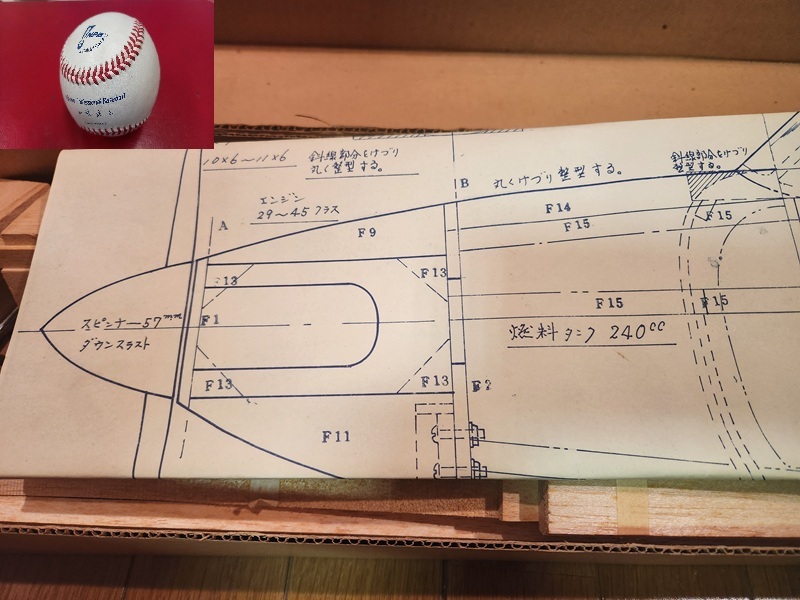 10×6～11×6
斜線部分をけづり
丸く整型する。
エンジン
29～45クラス
A
B
丸くけづり整型する。
斜線部分をけづり
整型する。
F9
F14
F15
F15
13
F13
F15
F15
F1
スピンナー57mm
ダウンスラスト
燃料タンク 240cc
F13
F13
F2
F11